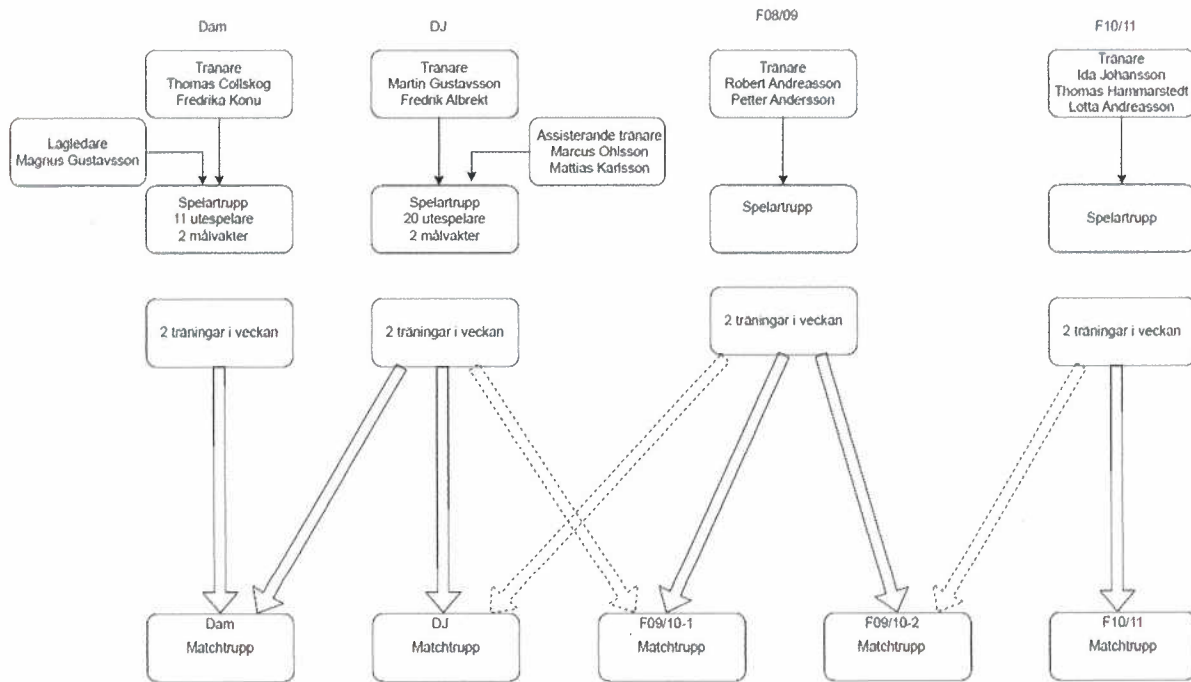 Dam
DJ
F08/09
F10/11
Tränare
Thomas Collskog
Fredrika Konu
Tränare
Martin Gustavsson
Fredrik Albrekt
Tränare
Robert Andreasson
Petter Andersson
Tränare
Ida Johansson
Thomas Hammarstedt
Lotta Andreasson
Lagledare
Magnus Gustavsson
Assisterande tränare
Marcus Ohlsson
Mattias Karlsson
Spelartrupp
11 utespelare
2 målvakter
Spelartrupp
20 utespelare
2 målvakter
Spelartrupp
Spelartrupp
2 träningar i veckan
2 träningar i veckan
2 träningar i veckan
2 träningar i veckan
Dam
Matchtrupp
DJ
Matchtrupp
F09/10-1
Matchtrupp
F09/10-2
Matchtrupp
F10/11
Matchtrupp